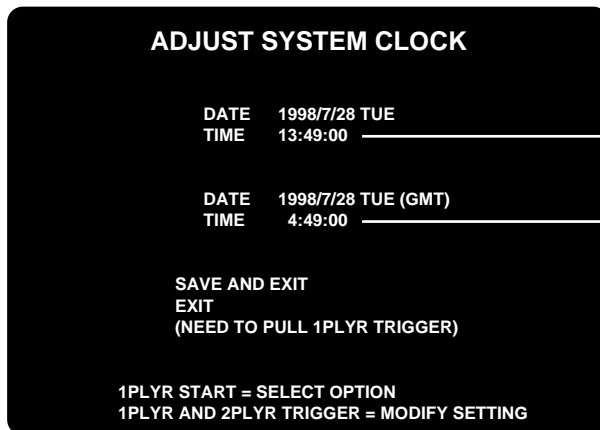 ADJUST SYSTEM CLOCK
DATE 1998/7/28 TUE
TIME 13:49:00
DATE 1998/7/28 TUE (GMT)
TIME 4:49:00
SAVE AND EXIT
EXIT
(NEED TO PULL 1PLYR TRIGGER)
1PLYR START = SELECT OPTION
1PLYR AND 2PLYR TRIGGER = MODIFY SETTING